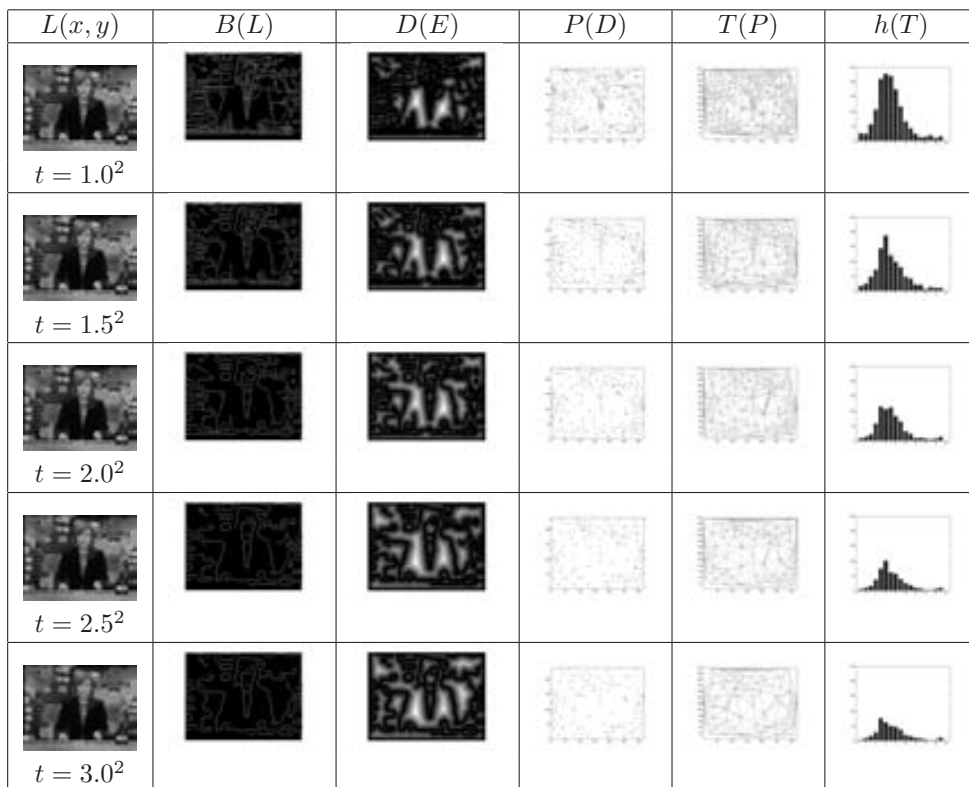 L(x, y) B(L) D(E) P(D) T(P) h(T)
t = 1.0²
t = 1.5²
t = 2.0²
t = 2.5²
t = 3.0²